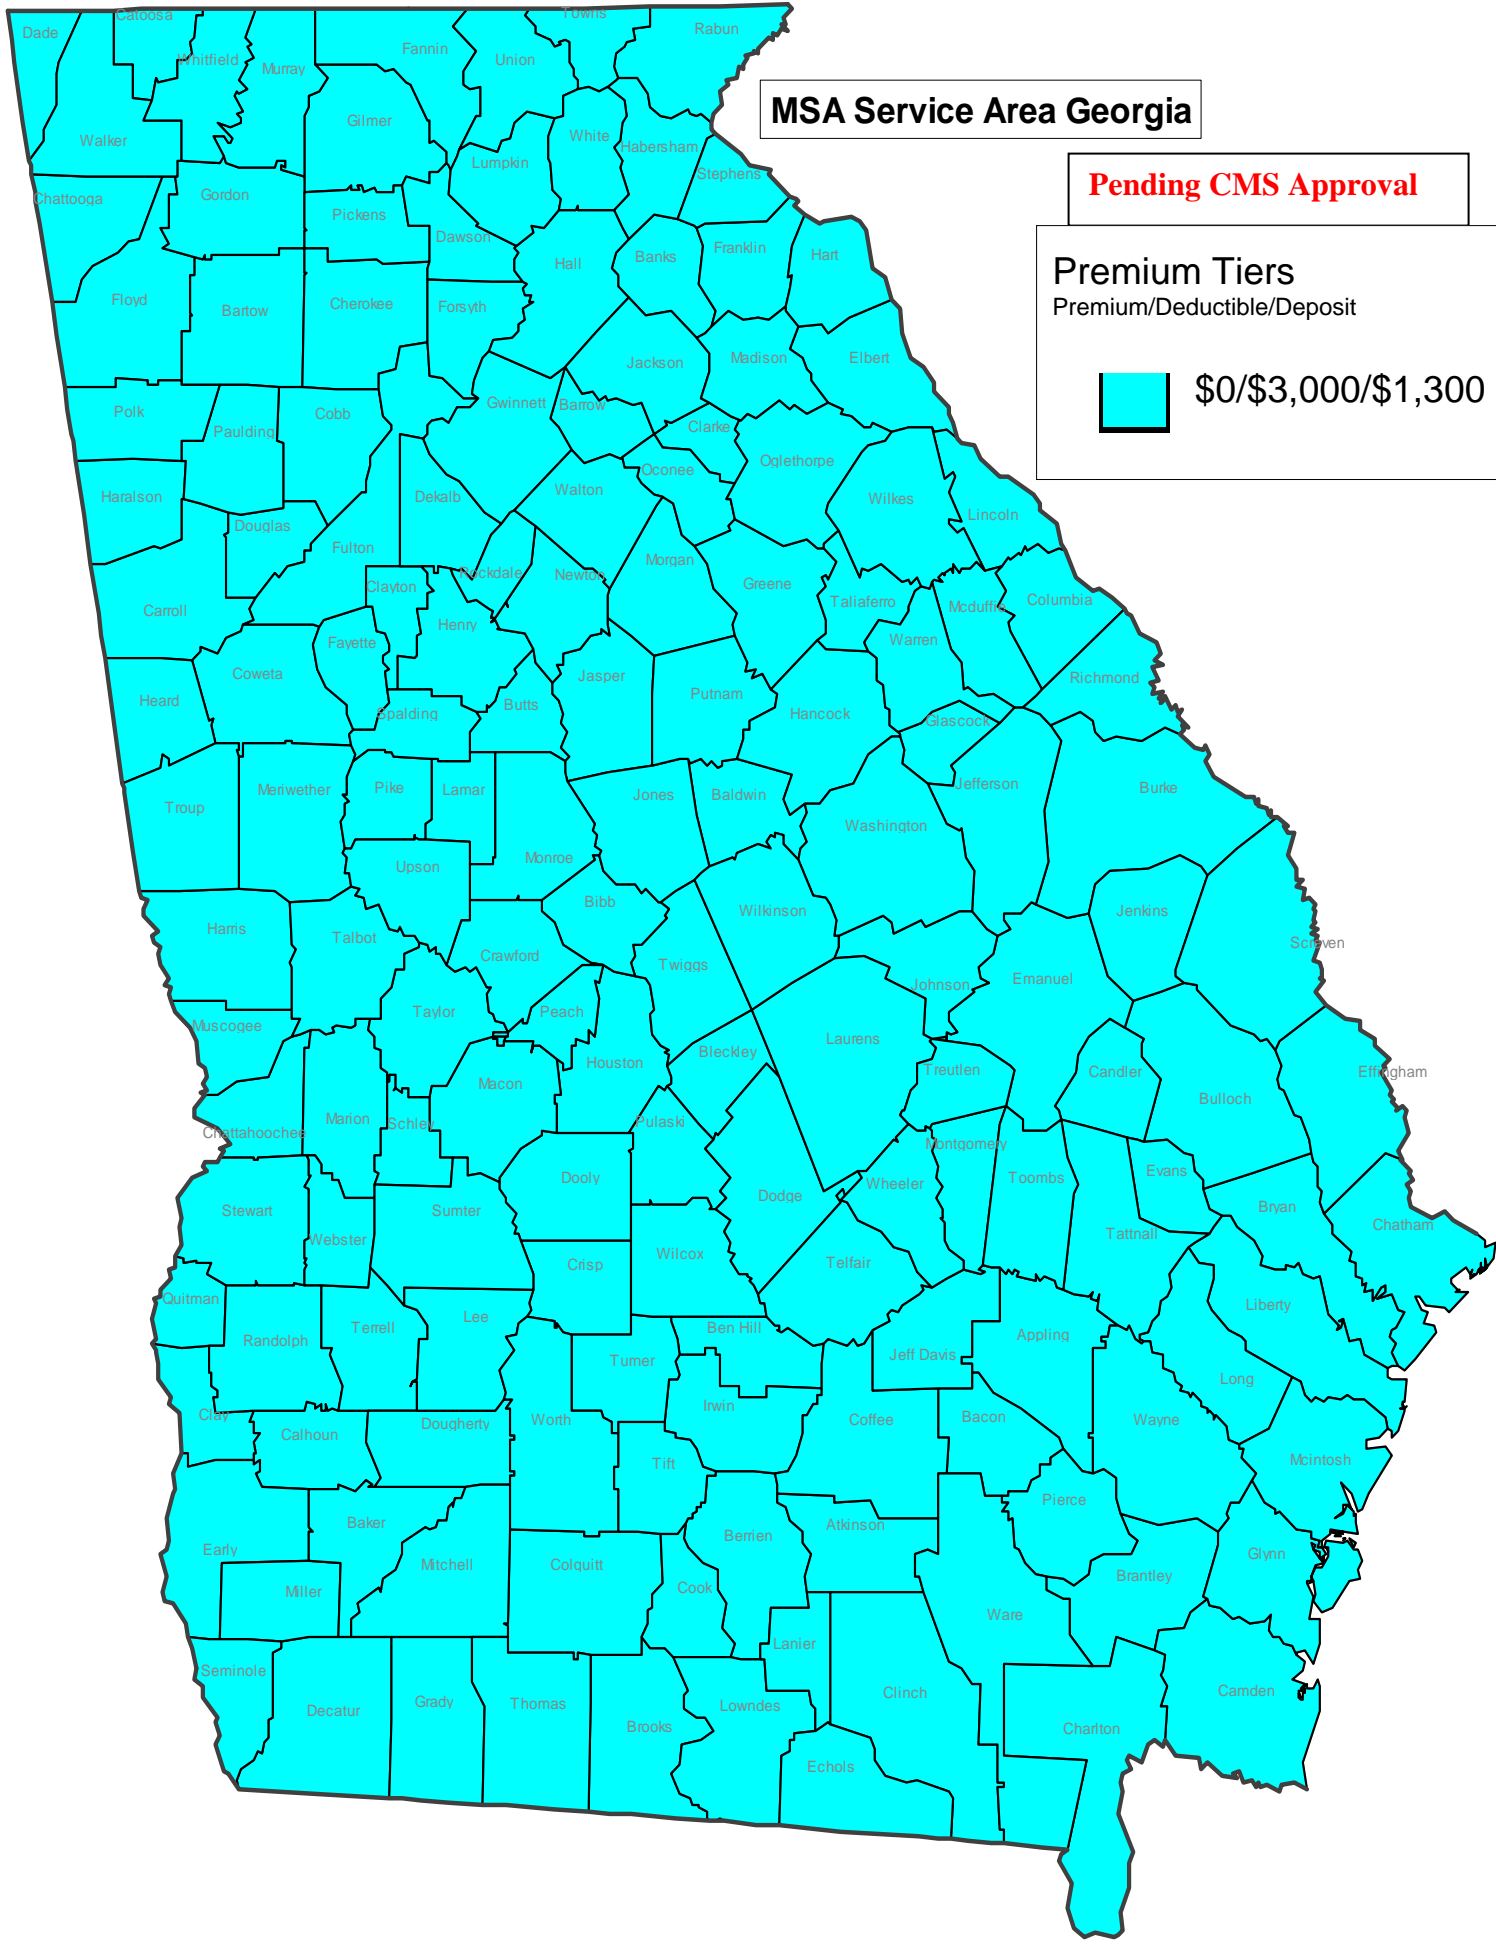 Dade
Catoosa
Whitfield
Murray
Fannin
Union
Towns
Rabun
MSA Service Area Georgia
Walker
Gilmer
Lumpkin
White
Habersham
Stephens
Pending CMS Approval
Chattooga
Gordon
Pickens
Dawson
Hall
Banks
Franklin
Hart
Premium Tiers
Premium/Deductible/Deposit
$0/$3,000/$1,300
Floyd
Bartow
Cherokee
Forsyth
Jackson
Madison
Elbert
Polk
Paulding
Cobb
Gwinnett
Barrow
Clarke
Oconee
Oglethorpe
Haralson
Douglas
Fulton
Dekalb
Walton
Wilkes
Lincoln
Carroll
Clayton
Rockdale
Newton
Morgan
Greene
Taliaferro
Mcduffie
Columbia
Coweta
Fayette
Henry
Warren
Richmond
Heard
Spalding
Butts
Jasper
Putnam
Hancock
Glascock
Troup
Meriwether
Pike
Lamar
Monroe
Jones
Baldwin
Washington
Jefferson
Burke
Upson
Bibb
Wilkinson
Jenkins
Screven
Harris
Talbot
Crawford
Twiggs
Johnson
Emanuel
Muscogee
Taylor
Peach
Houston
Bleckley
Laurens
Treutlen
Candler
Bulloch
Effingham
Chattahoochee
Marion
Schley
Macon
Pulaski
Montgomery
Toombs
Evans
Stewart
Webster
Sumter
Dooly
Dodge
Wheeler
Tattnall
Bryan
Chatham
Quitman
Randolph
Terrell
Lee
Crisp
Wilcox
Telfair
Liberty
Clay
Calhoun
Dougherty
Worth
Turner
Ben Hill
Irwin
Jeff Davis
Appling
Long
Coffee
Bacon
Wayne
Mcintosh
Tift
Early
Baker
Mitchell
Colquitt
Berrien
Atkinson
Pierce
Brantley
Glynn
Miller
Cook
Lanier
Ware
Seminole
Decatur
Grady
Thomas
Brooks
Lowndes
Echols
Clinch
Charlton
Camden